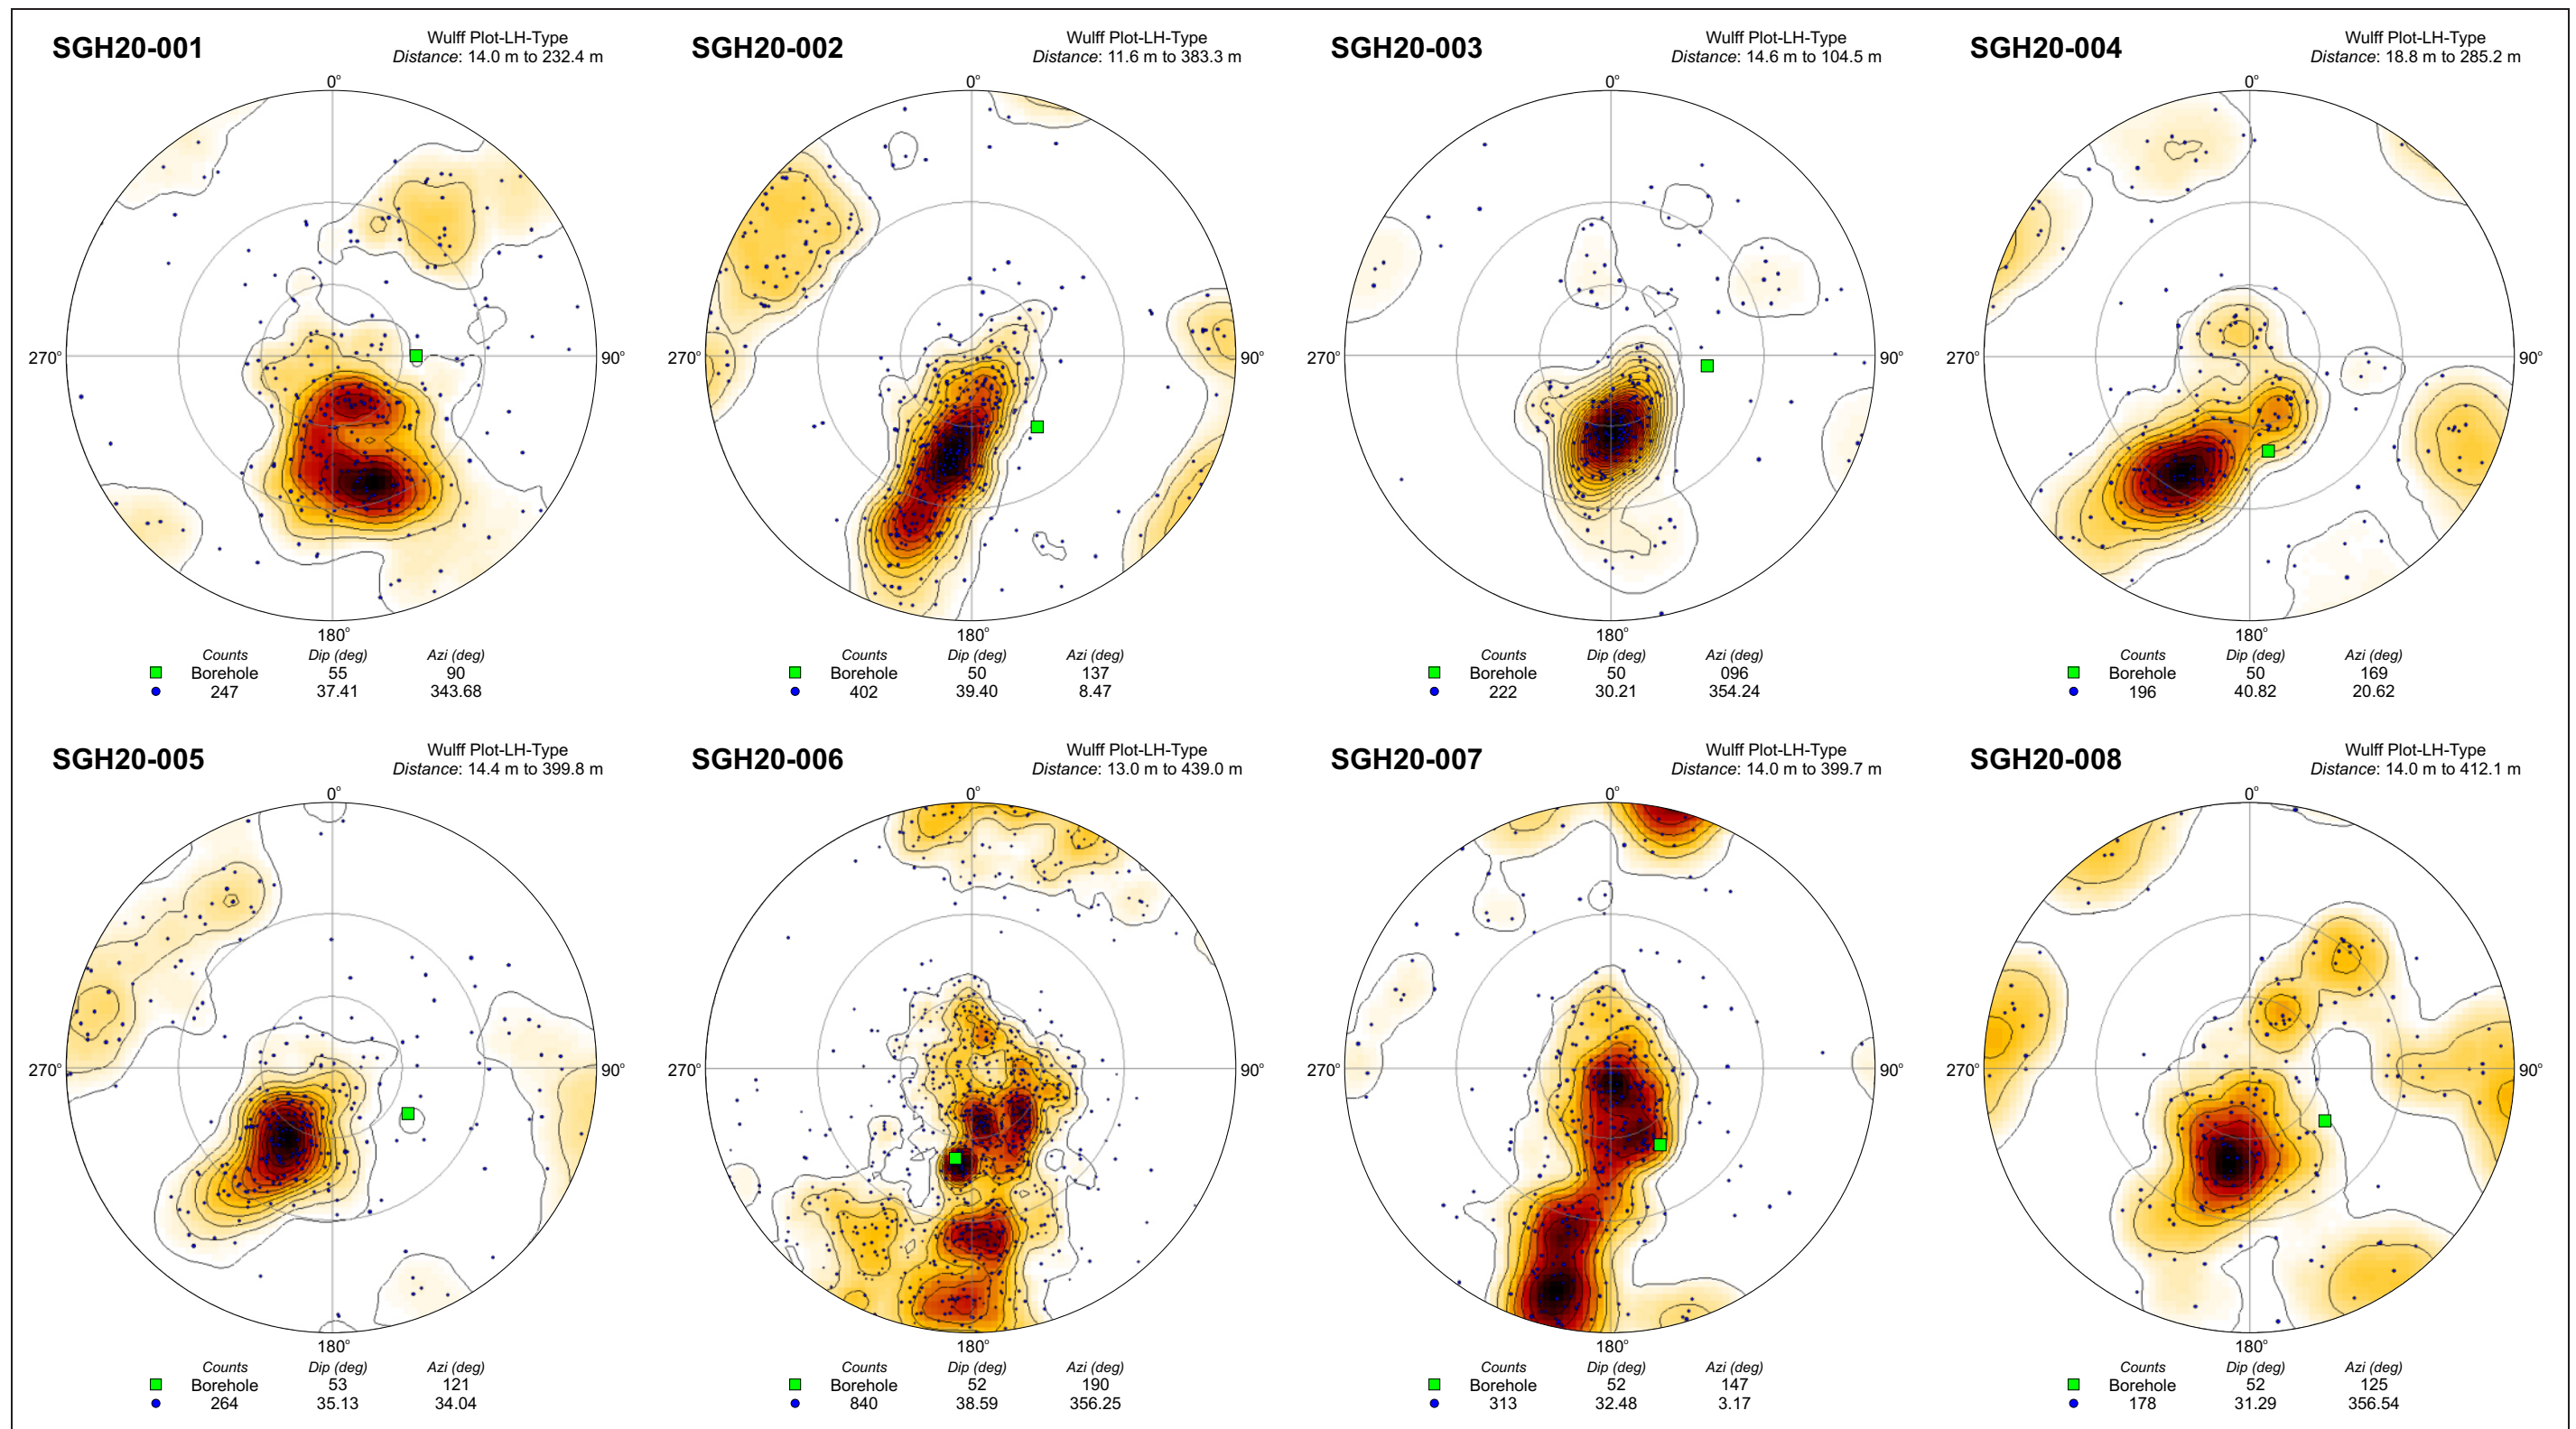 SGH20-001
Wulff Plot-LH-Type
Distance: 14.0 m to 232.4 m
0°
270°
90°
180°
Counts Dip (deg) Azi (deg)
Borehole 55 90
247 37.41 343.68
SGH20-002
Wulff Plot-LH-Type
Distance: 11.6 m to 383.3 m
0°
270°
90°
180°
Counts Dip (deg) Azi (deg)
Borehole 50 137
402 39.40 8.47
SGH20-003
Wulff Plot-LH-Type
Distance: 14.6 m to 104.5 m
0°
270°
90°
180°
Counts Dip (deg) Azi (deg)
Borehole 50 096
222 30.21 354.24
SGH20-004
Wulff Plot-LH-Type
Distance: 18.8 m to 285.2 m
0°
270°
90°
180°
Counts Dip (deg) Azi (deg)
Borehole 50 169
196 40.82 20.62
SGH20-005
Wulff Plot-LH-Type
Distance: 14.4 m to 399.8 m
0°
270°
90°
180°
Counts Dip (deg) Azi (deg)
Borehole 53 121
264 35.13 34.04
SGH20-006
Wulff Plot-LH-Type
Distance: 13.0 m to 439.0 m
0°
270°
90°
180°
Counts Dip (deg) Azi (deg)
Borehole 52 190
840 38.59 356.25
SGH20-007
Wulff Plot-LH-Type
Distance: 14.0 m to 399.7 m
0°
270°
90°
180°
Counts Dip (deg) Azi (deg)
Borehole 52 147
313 32.48 3.17
SGH20-008
Wulff Plot-LH-Type
Distance: 14.0 m to 412.1 m
0°
270°
90°
180°
Counts Dip (deg) Azi (deg)
Borehole 52 125
178 31.29 356.54